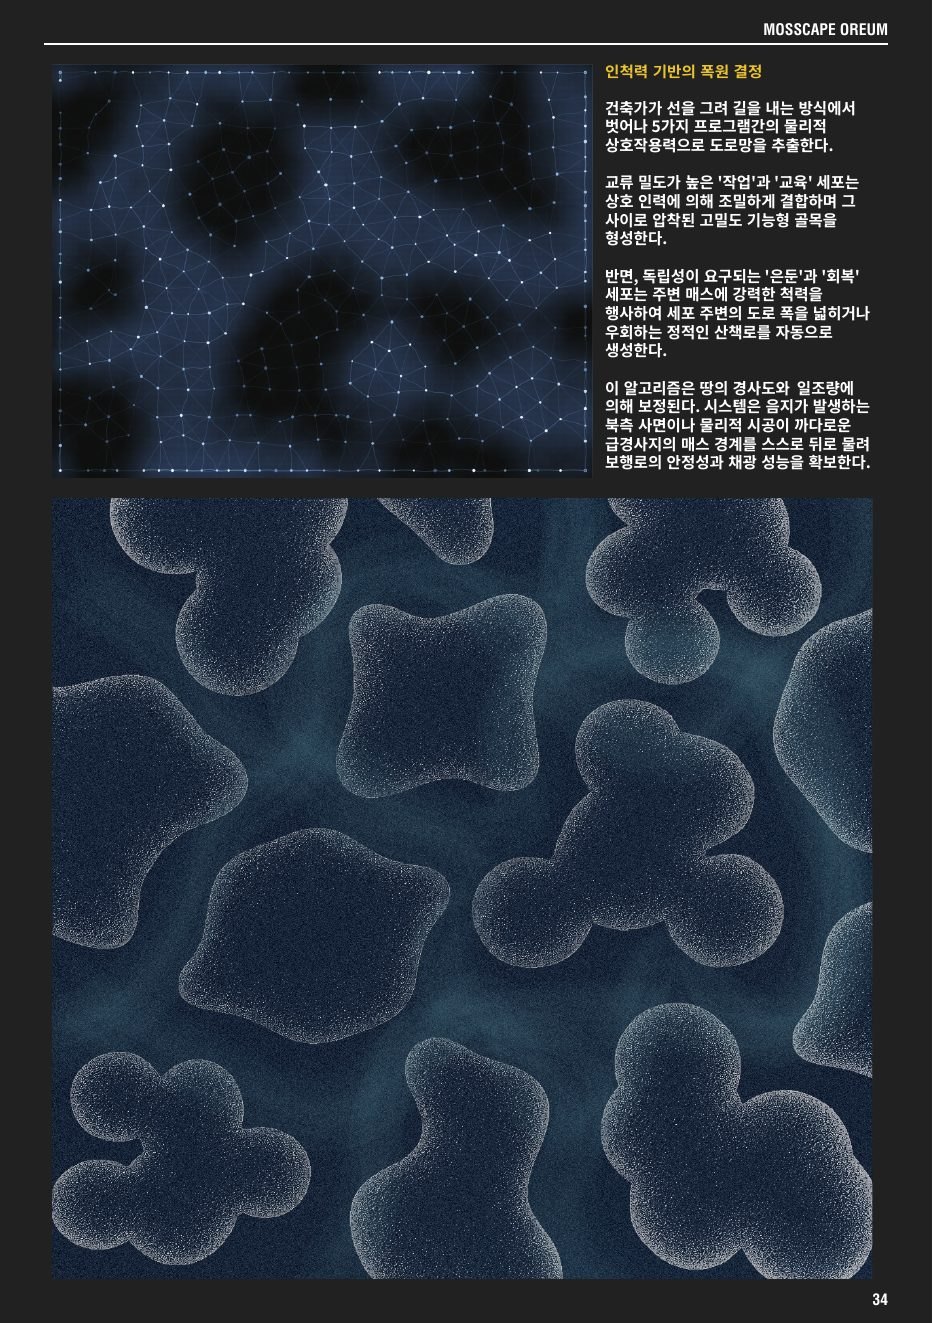 MOSSCAPE OREUM
인척력 기반의 폭원 결정
건축가가 선을 그려 길을 내는 방식에서
벗어나 5가지 프로그램간의 물리적
상호작용력으로 도로망을 추출한다.
교류 밀도가 높은 '작업'과 '교육' 세포는
상호 인력에 의해 조밀하게 결합하며 그
사이로 압착된 고밀도 기능형 골목을
형성한다.
반면, 독립성이 요구되는 '은둔'과 '회복'
세포는 주변 매스에 강력한 척력을
행사하여 세포 주변의 도로 폭을 넓히거나
우회하는 정적인 산책로를 자동으로
생성한다.
이 알고리즘은 땅의 경사도와 일조량에
의해 보정된다. 시스템은 음지가 발생하는
북측 사면이나 물리적 시공이 까다로운
급경사지의 매스 경계를 스스로 뒤로 물려
보행로의 안정성과 채광 성능을 확보한다.
34